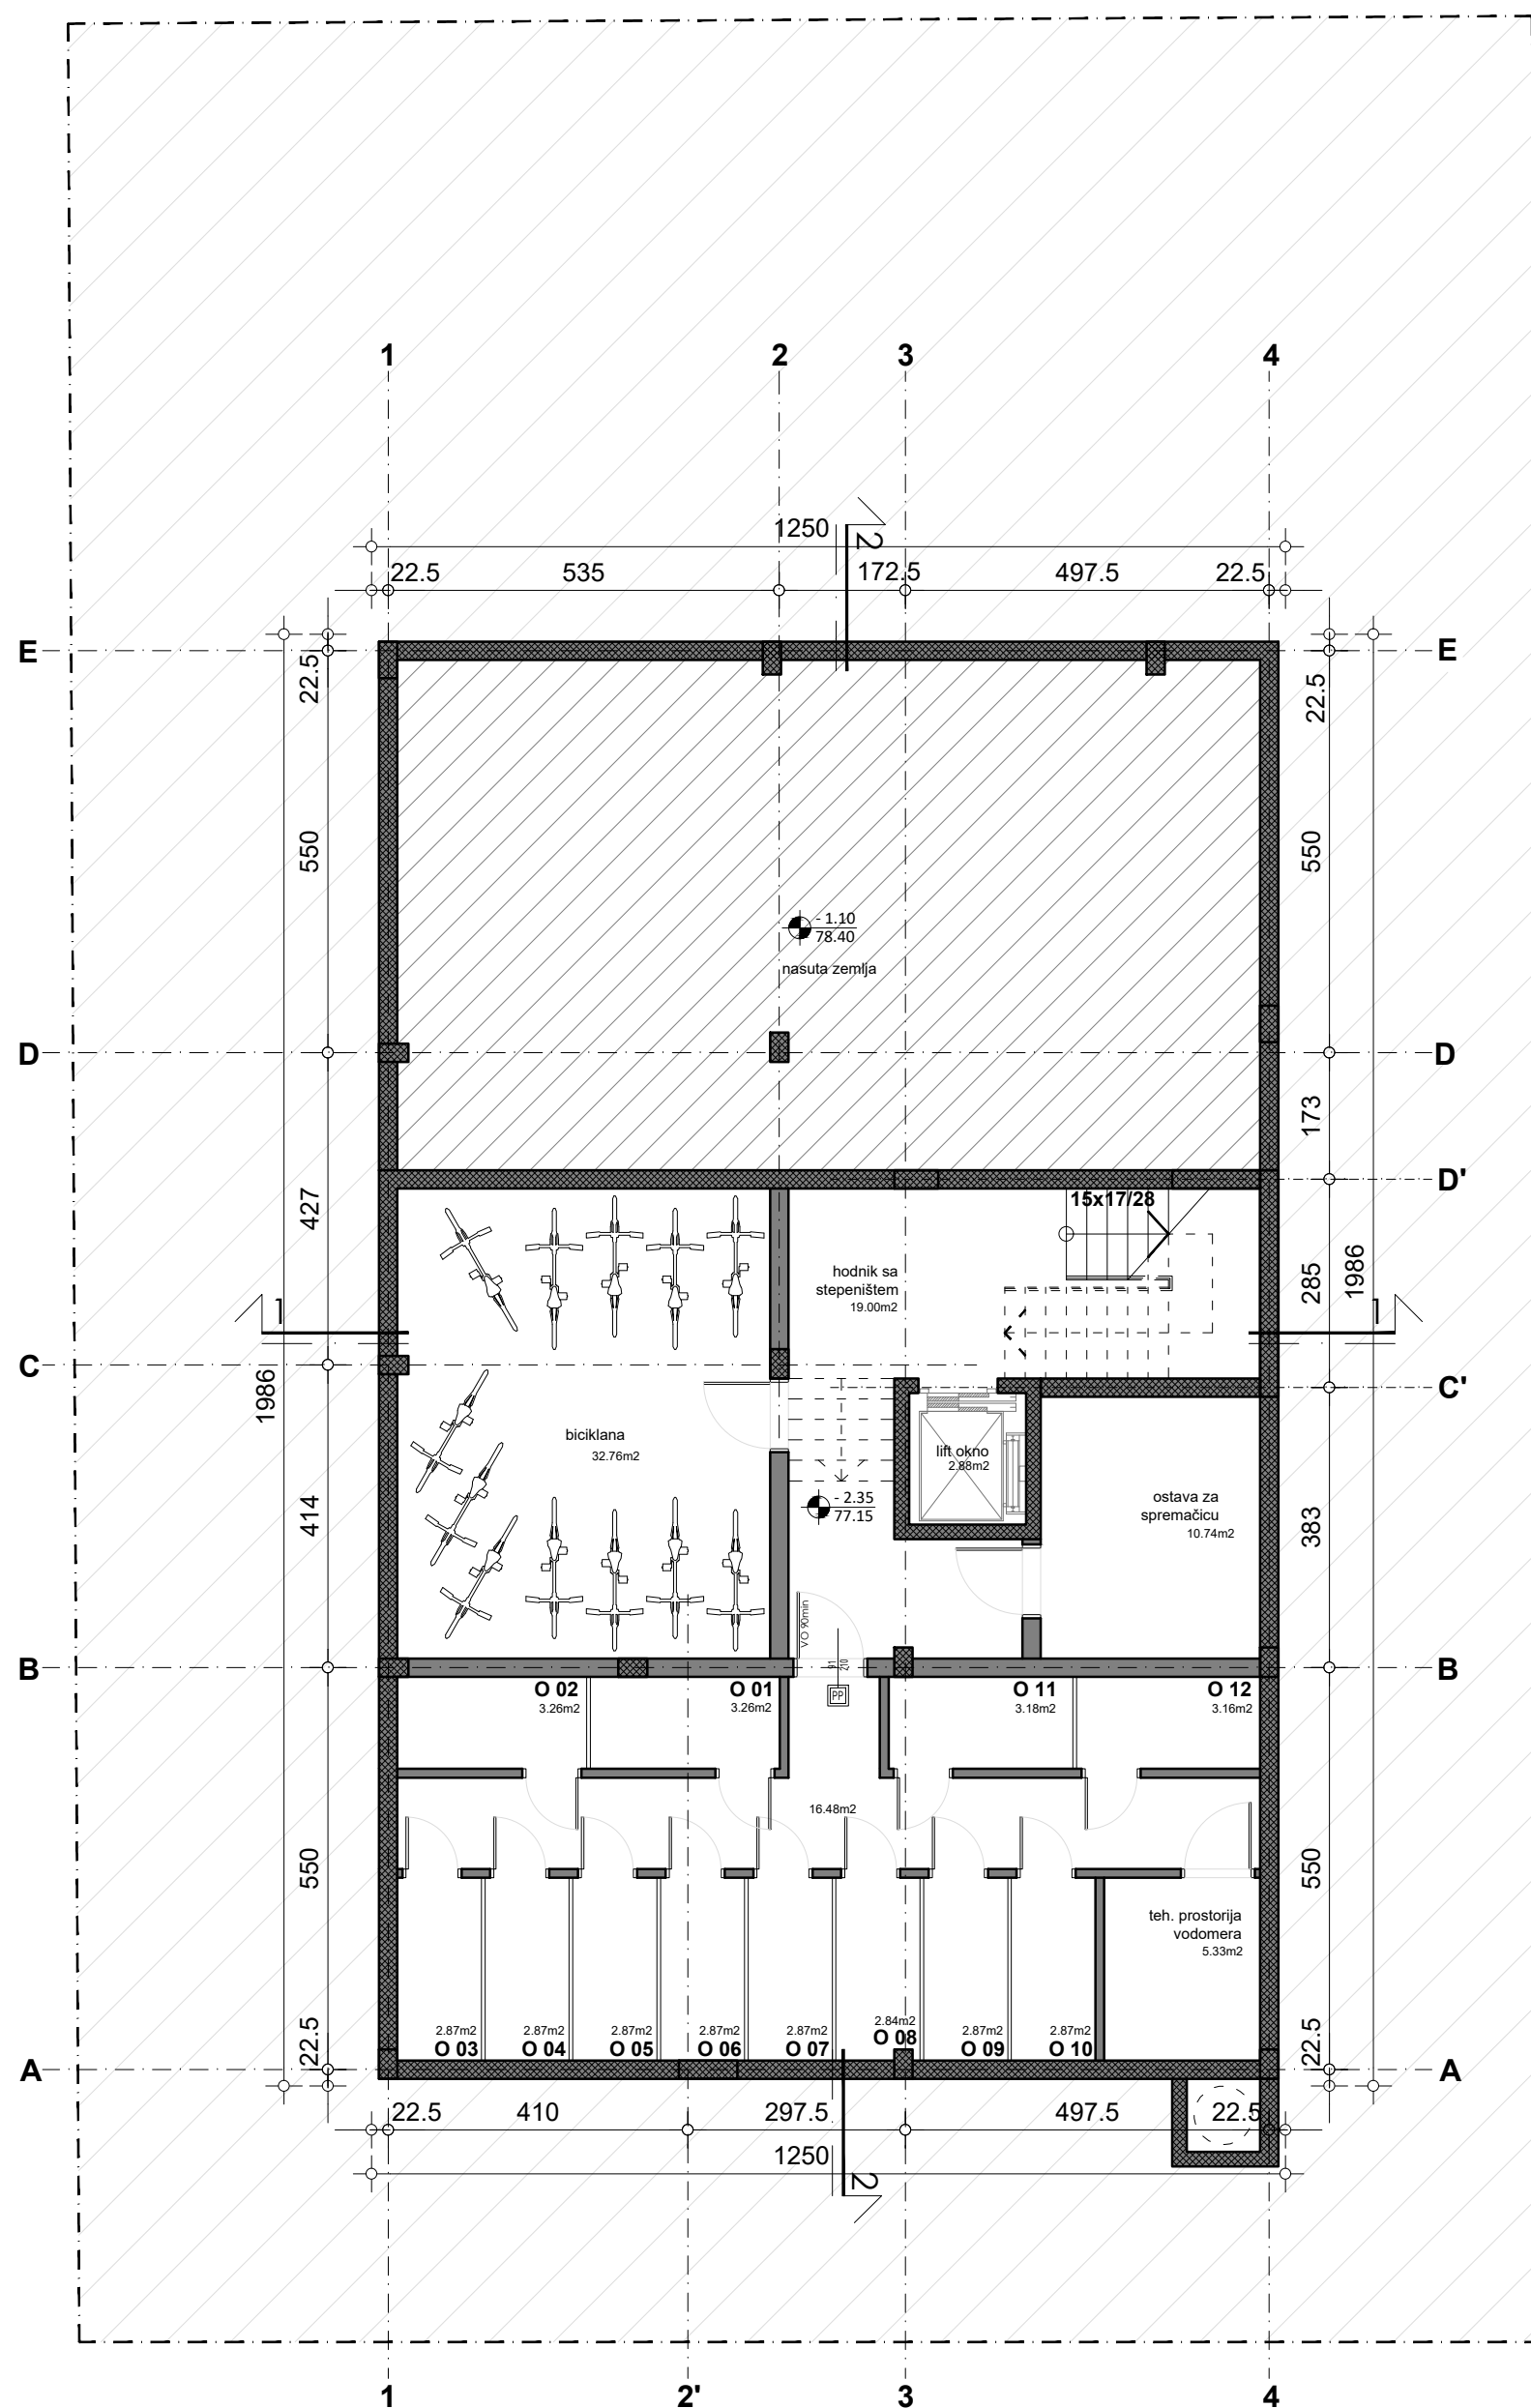 1
2
3
4
1250
2
22.5
535
172.5
497.5
22.5
E
E
22.5
22.5
550
550
- 1.10
78.40
nasuta zemlja
D
D
173
D'
427
15x17/28
hodnik sa
stepeništem
19.00m2
285
1986
1
1
C
C'
1986
biciklana
32.76m2
lift okno
2.88m2
- 2.35
77.15
ostava za
spremačicu
10.74m2
414
383
VO 90min
91
210
B
B
PP
O 02
3.26m2
O 01
3.26m2
O 11
3.18m2
O 12
3.16m2
16.48m2
550
550
teh. prostorija
vodomera
5.33m2
2.87m2
O 03
2.87m2
O 04
2.87m2
O 05
2.87m2
O 06
2.87m2
O 07
2.84m2
O 08
2.87m2
O 09
2.87m2
O 10
22.5
22.5
A
A
22.5
410
297.5
497.5
22.5
1250
2
1
2'
3
4